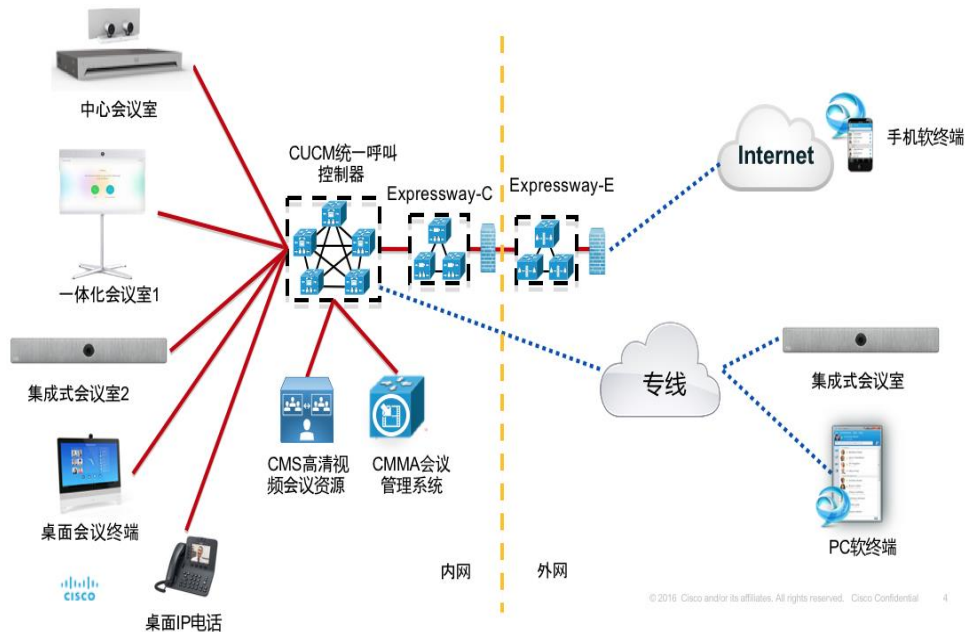 中心会议室
CUCM统一呼叫
控制器
Expressway-C
Expressway-E
Internet
手机软终端
一体化会议室1
集成式会议室2
CMS高清视
频会议资源
CMMA会议
管理系统
专线
集成式会议室
桌面会议终端
PC软终端
内网
外网
CISCO
桌面IP电话
© 2016 Cisco and/or its affiliates. All rights reserved. Cisco Confidential 4